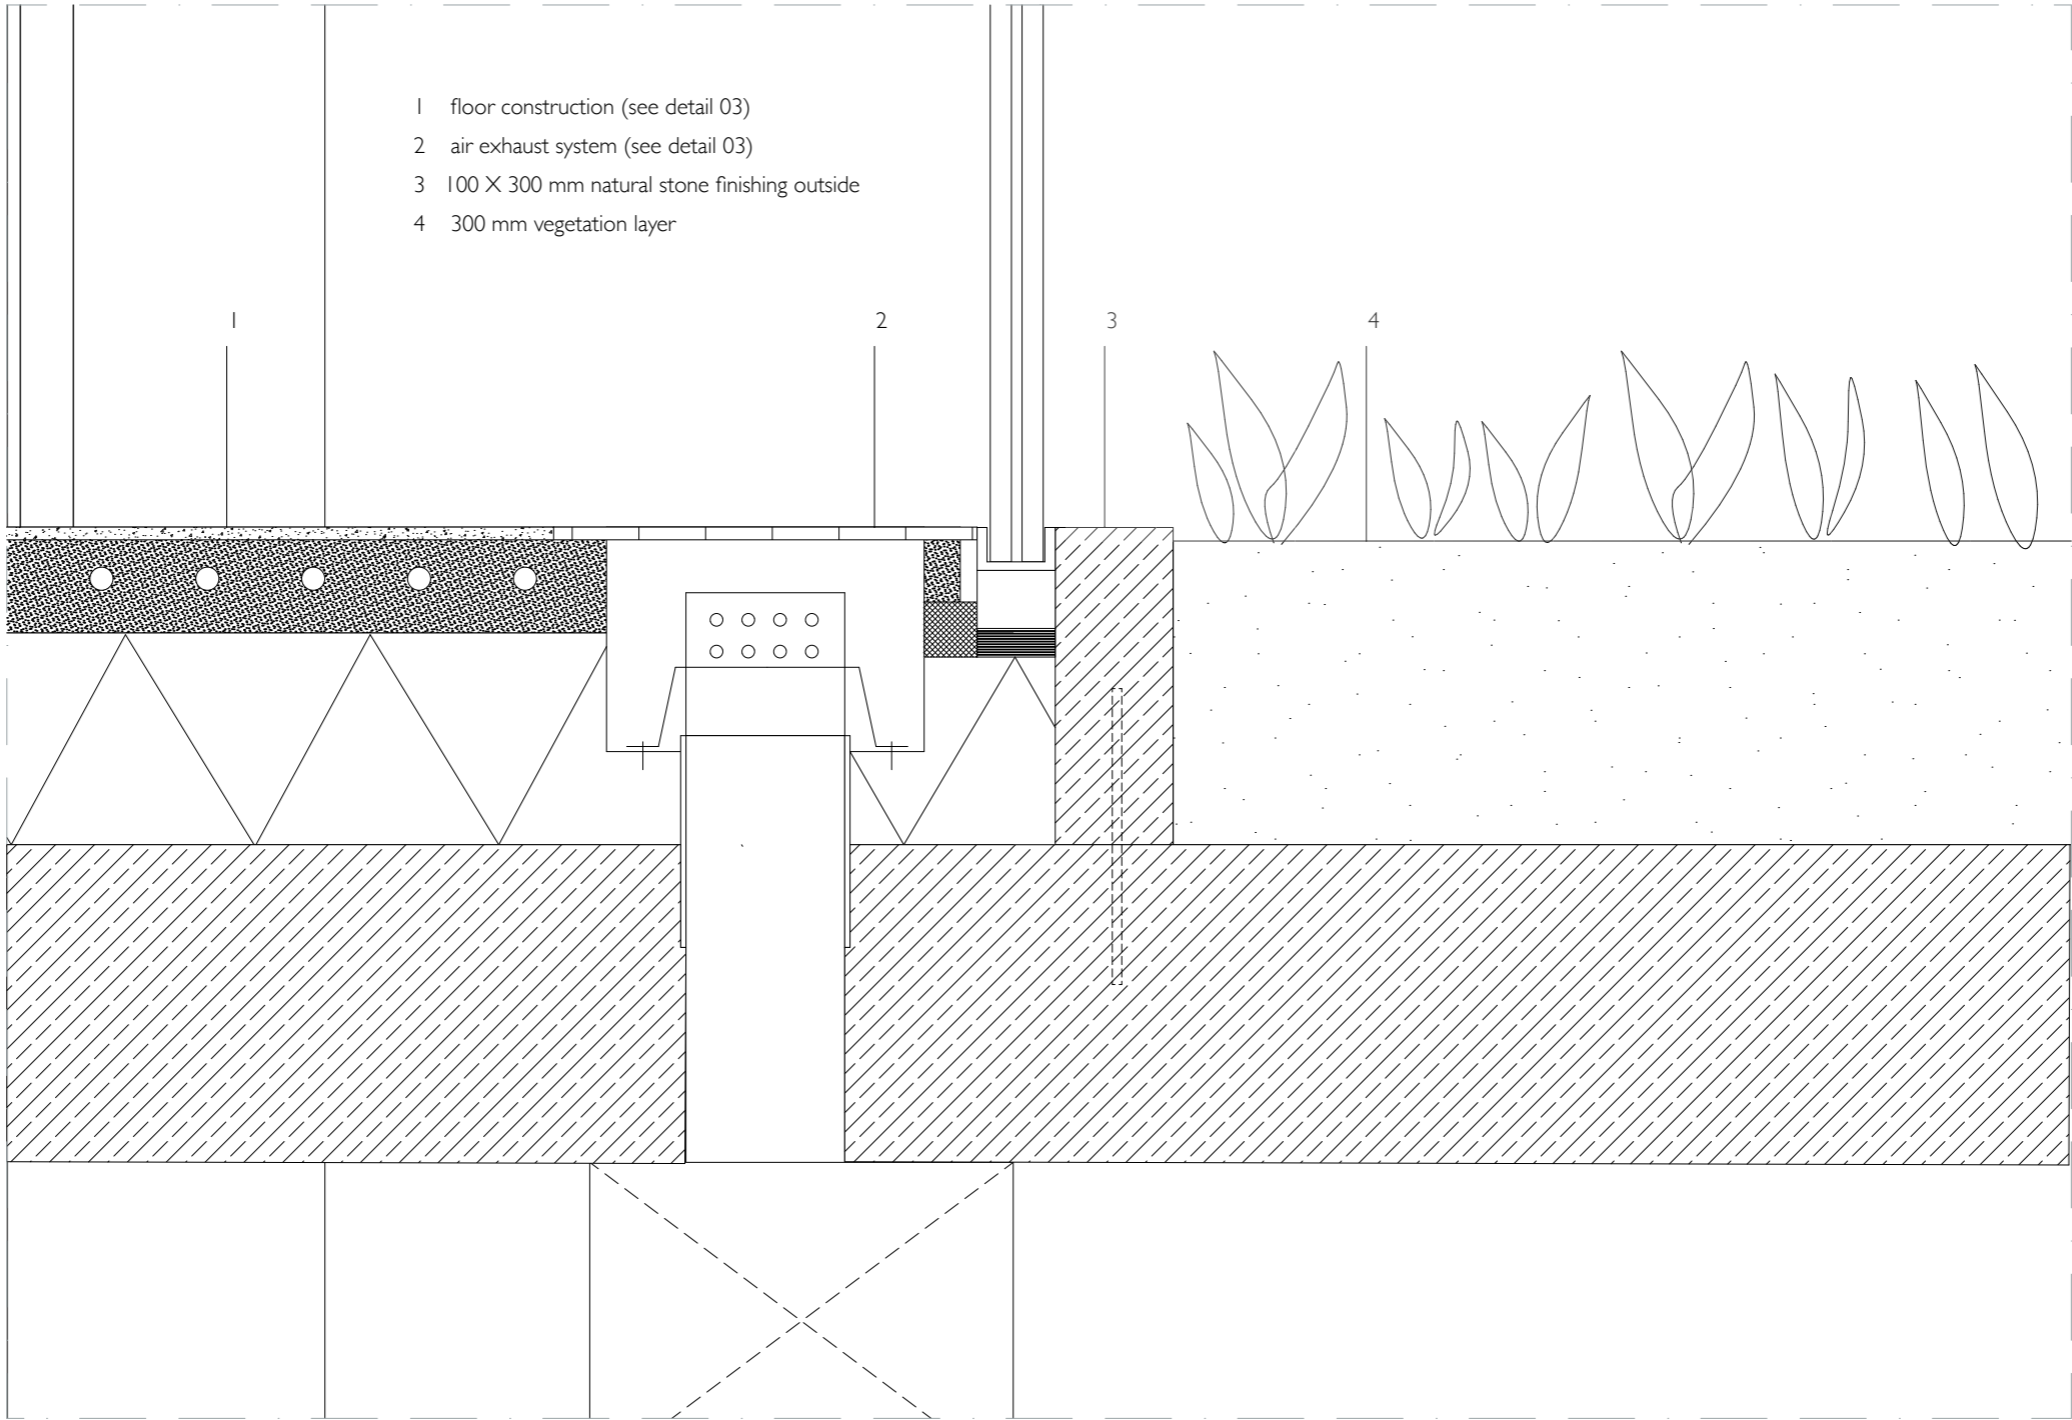 1 floor construction (see detail 03)
2 air exhaust system (see detail 03)
3 100 X 300 mm natural stone finishing outside
4 300 mm vegetation layer
1 2 3 4